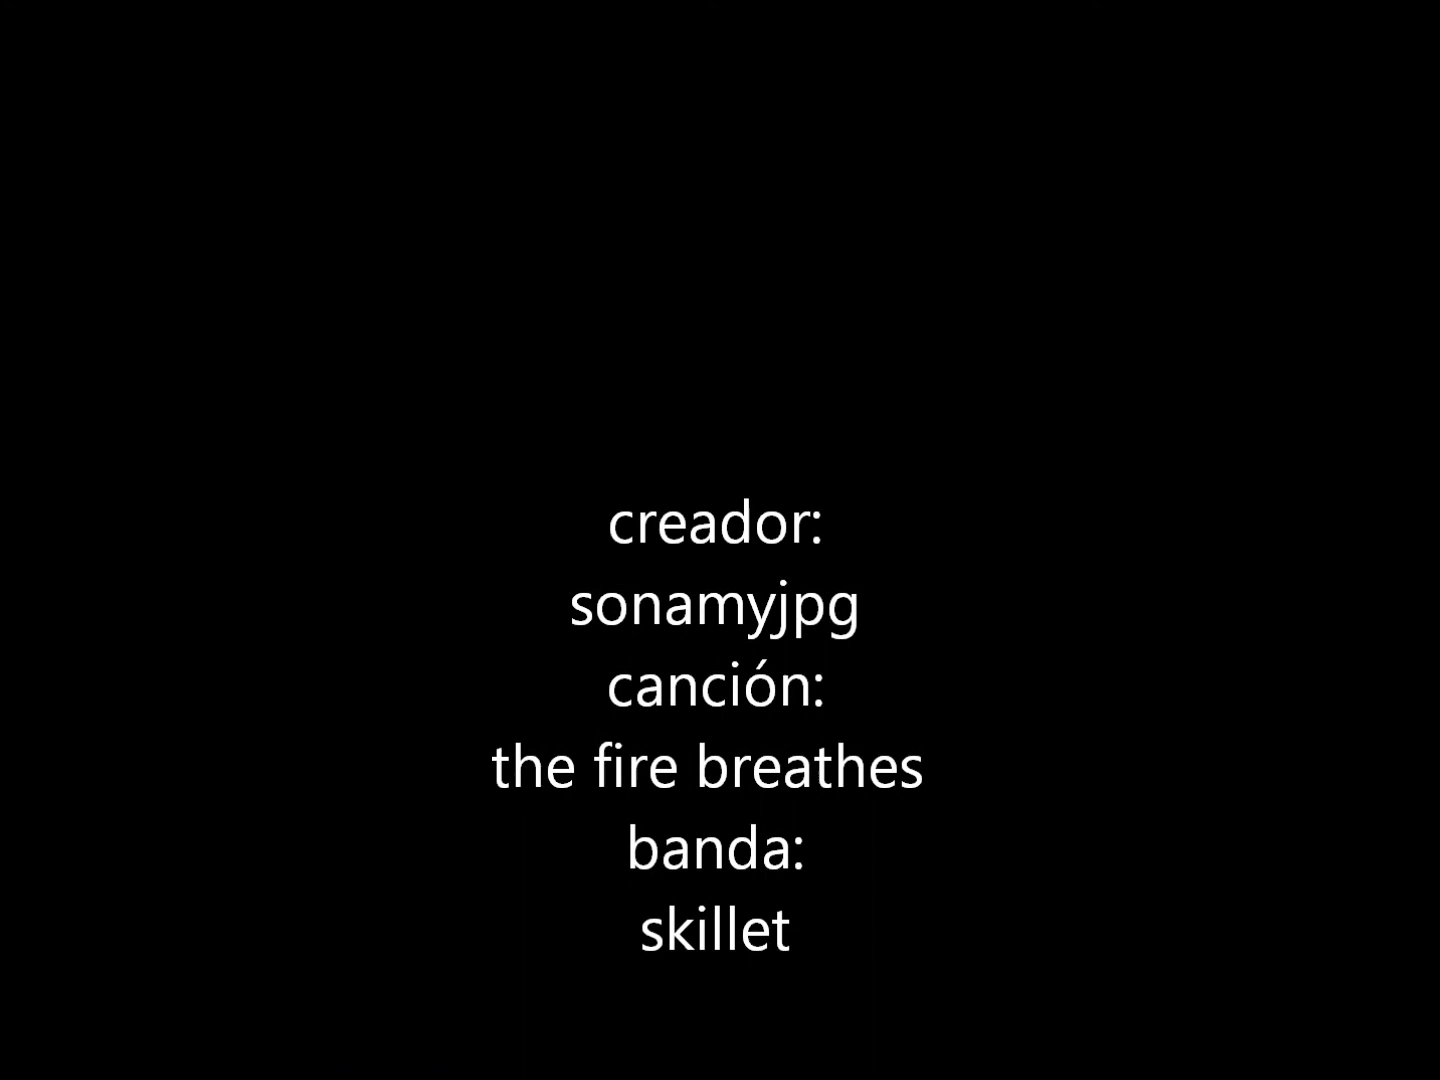 creador:
sonamyjpg
canción:
the fire breathes
banda:
skillet